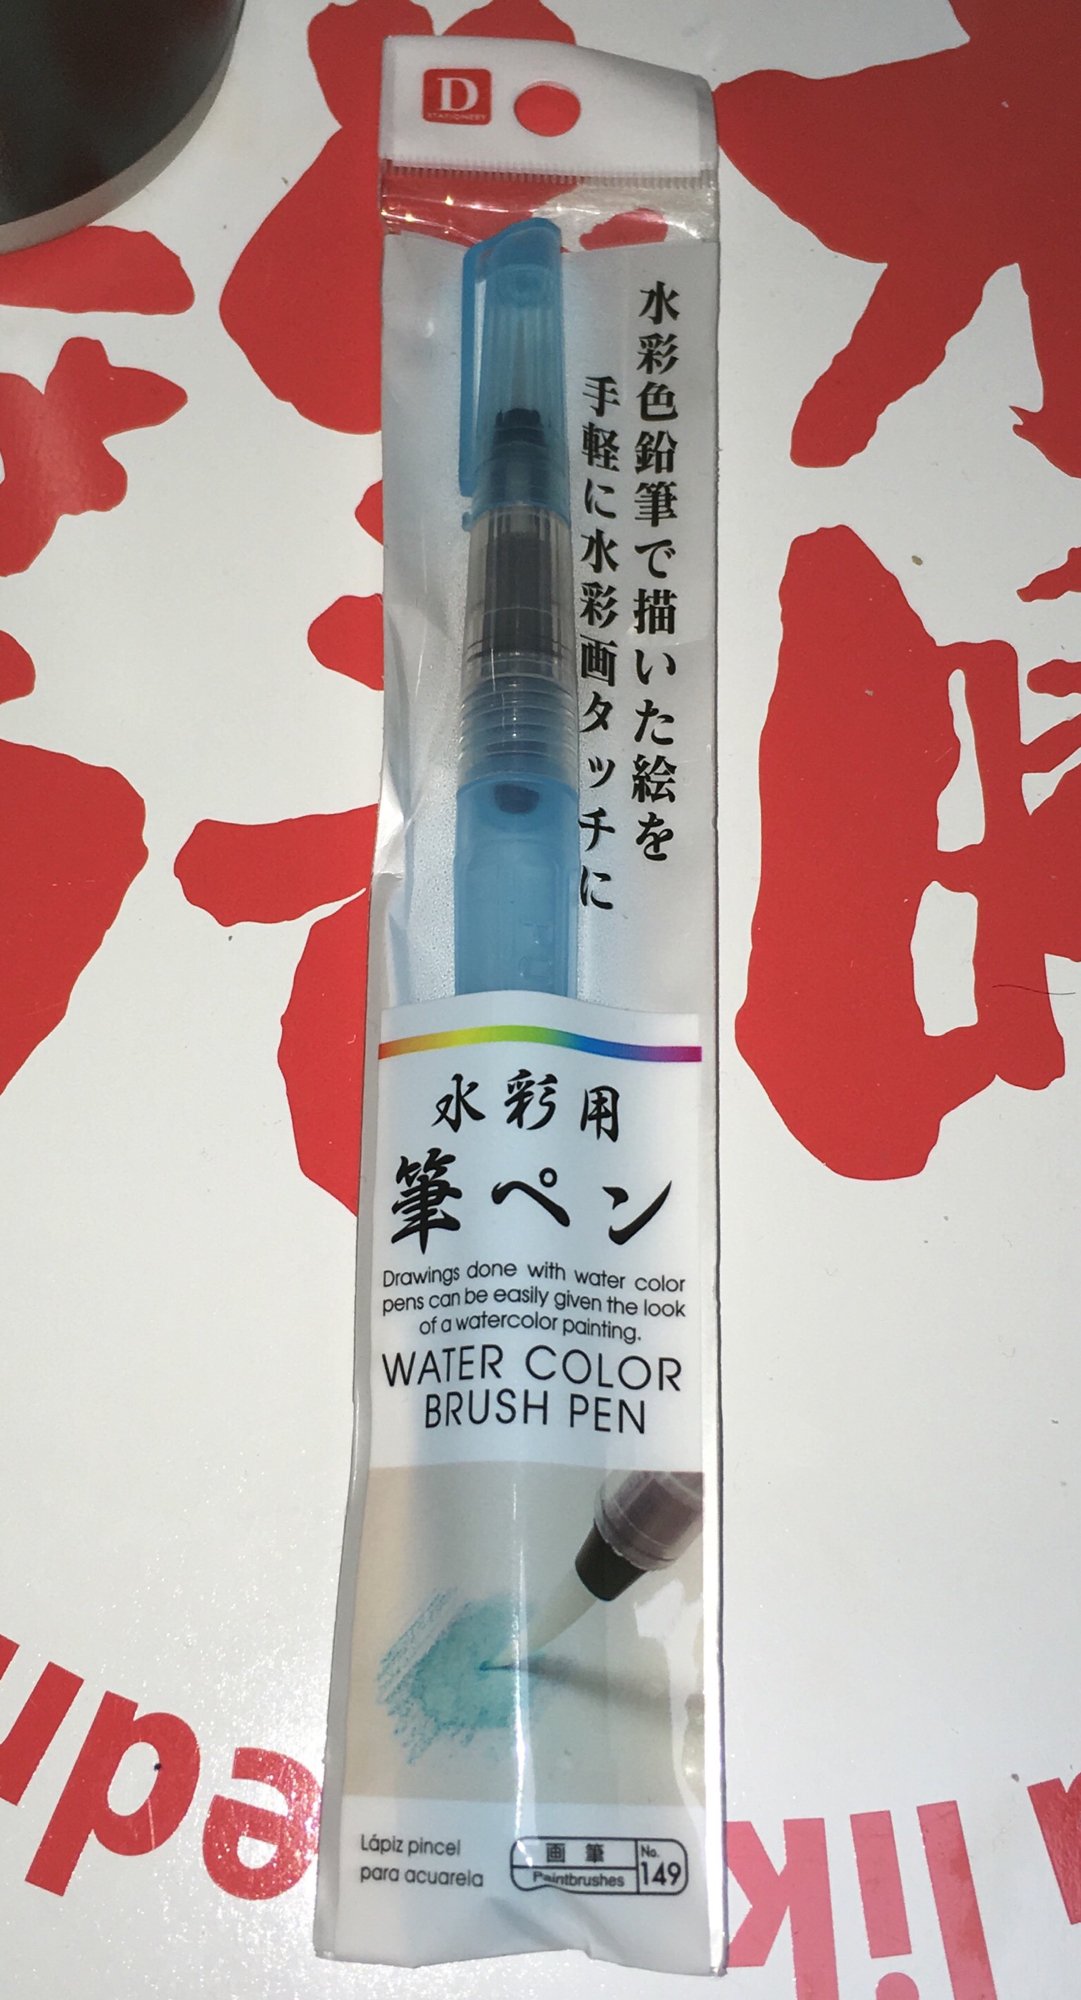 D
STATIONERY
水彩色鉛筆で描いた絵を
手軽に水彩画タッチに
水彩用
筆ペン
Drawings done with water color
pens can be easily given the look
of a watercolor painting.
WATER COLOR
BRUSH PEN
Lápiz pincel
para acuarela
画筆
Paintbrushes
No.
149
lik